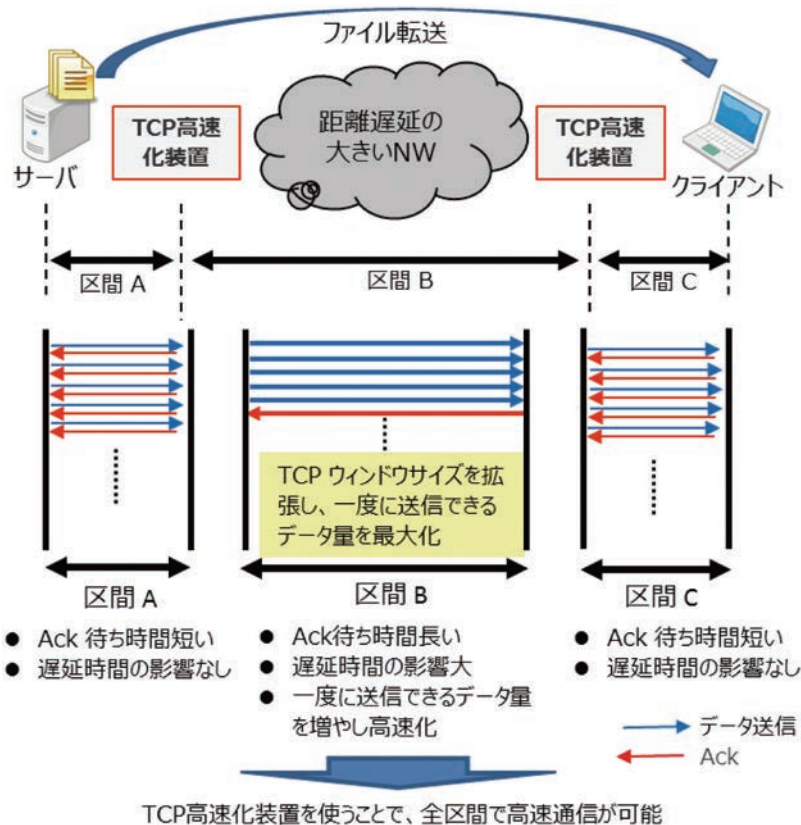 ファイル転送
TCP高速
化装置
距離遅延の
大きいNW
TCP高速
化装置
サーバ
クライアント
区間 A
区間 B
区間 C
TCP ウィンドウサイズを拡
張し、一度に送信できる
データ量を最大化
区間 A
区間 B
区間 C
● Ack 待ち時間短い
● 遅延時間の影響なし
● Ack待ち時間長い
● 遅延時間の影響大
● 一度に送信できるデータ量
を増やし高速化
● Ack 待ち時間短い
● 遅延時間の影響なし
データ送信
Ack
TCP高速化装置を使うことで、全区間で高速通信が可能